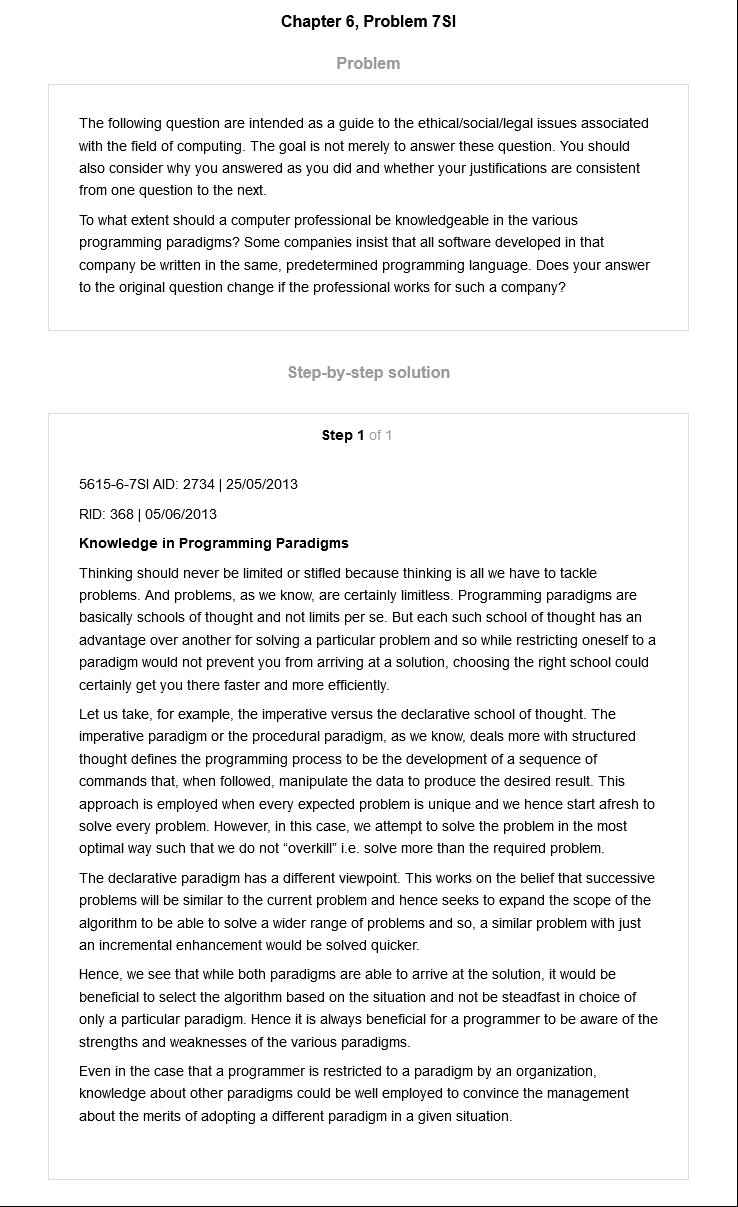 Chapter 6, Problem 7SI
Problem
The following question are intended as a guide to the ethical/social/legal issues associated
with the field of computing. The goal is not merely to answer these question. You should
also consider why you answered as you did and whether your justifications are consistent
from one question to the next.
To what extent should a computer professional be knowledgeable in the various
programming paradigms? Some companies insist that all software developed in that
company be written in the same, predetermined programming language. Does your answer
to the original question change if the professional works for such a company?
Step-by-step solution
Step 1 of 1
5615-6-7SI AID: 2734 | 25/05/2013
RID: 368 | 05/06/2013
Knowledge in Programming Paradigms
Thinking should never be limited or stifled because thinking is all we have to tackle
problems. And problems, as we know, are certainly limitless. Programming paradigms are
basically schools of thought and not limits per se. But each such school of thought has an
advantage over another for solving a particular problem and so while restricting oneself to a
paradigm would not prevent you from arriving at a solution, choosing the right school could
certainly get you there faster and more efficiently.
Let us take, for example, the imperative versus the declarative school of thought. The
imperative paradigm or the procedural paradigm, as we know, deals more with structured
thought defines the programming process to be the development of a sequence of
commands that, when followed, manipulate the data to produce the desired result. This
approach is employed when every expected problem is unique and we hence start afresh to
solve every problem. However, in this case, we attempt to solve the problem in the most
optimal way such that we do not “overkill” i.e. solve more than the required problem.
The declarative paradigm has a different viewpoint. This works on the belief that successive
problems will be similar to the current problem and hence seeks to expand the scope of the
algorithm to be able to solve a wider range of problems and so, a similar problem with just
an incremental enhancement would be solved quicker.
Hence, we see that while both paradigms are able to arrive at the solution, it would be
beneficial to select the algorithm based on the situation and not be steadfast in choice of
only a particular paradigm. Hence it is always beneficial for a programmer to be aware of the
strengths and weaknesses of the various paradigms.
Even in the case that a programmer is restricted to a paradigm by an organization,
knowledge about other paradigms could be well employed to convince the management
about the merits of adopting a different paradigm in a given situation.